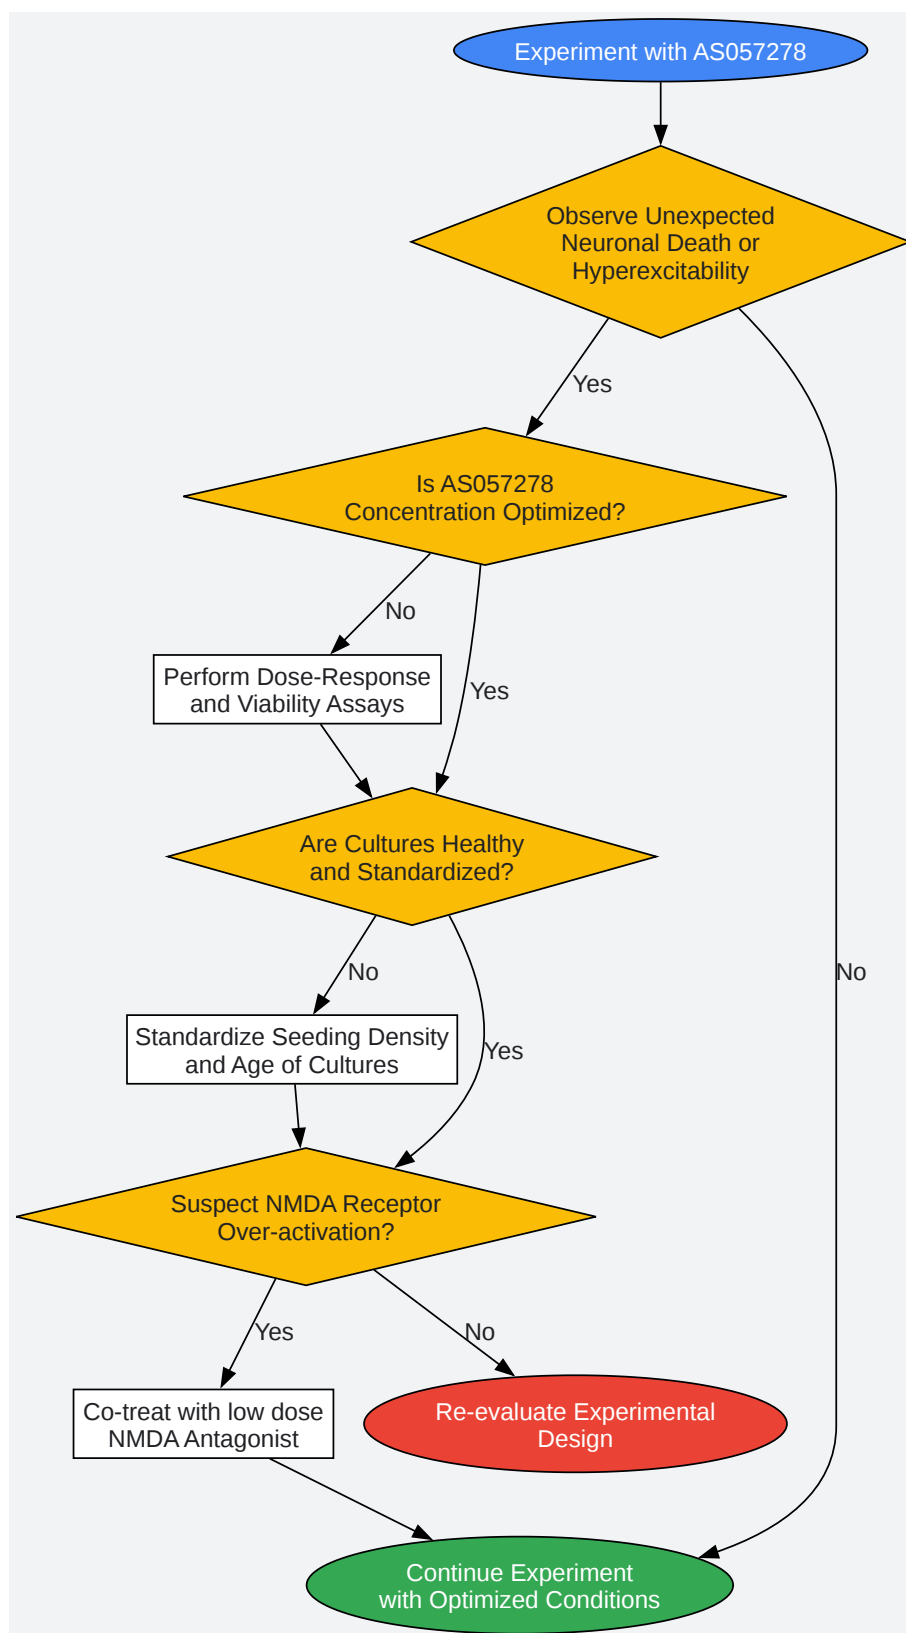 Experiment with AS057278
Observe Unexpected
Neuronal Death or
Hyperexcitability
Yes
Is AS057278
Concentration Optimized?
No
Perform Dose-Response
and Viability Assays
Yes
Are Cultures Healthy
and Standardized?
No
No
Standardize Seeding Density
and Age of Cultures
Yes
Suspect NMDA Receptor
Over-activation?
Yes
No
Co-treat with low dose
NMDA Antagonist
Re-evaluate Experimental
Design
Continue Experiment
with Optimized Conditions